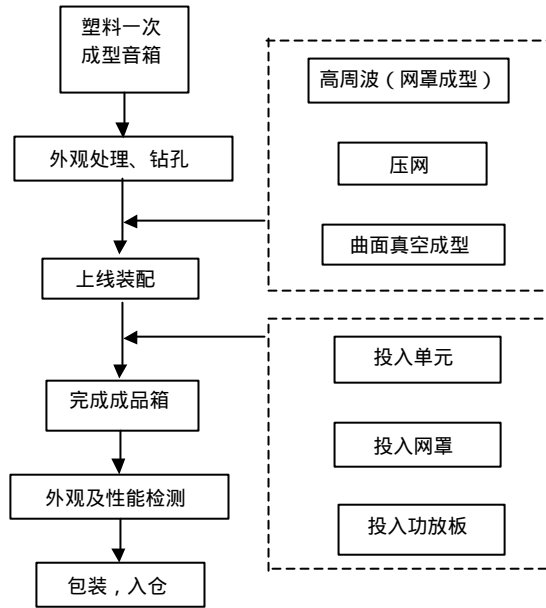 塑料一次
成型音箱
外观处理、钻孔
上线装配
完成成品箱
外观及性能检测
包装，入仓
高周波（网罩成型）
压网
曲面真空成型
投入单元
投入网罩
投入功放板